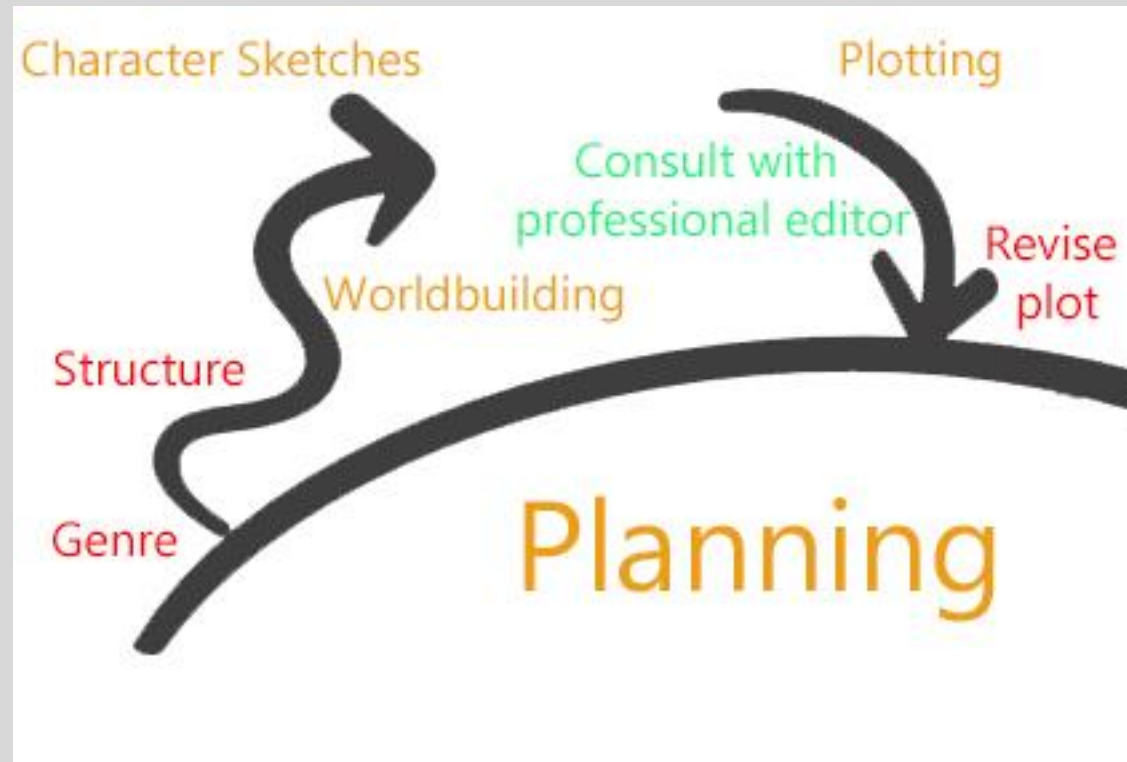 Character Sketches
Plotting
Consult with
professional editor
Revise
plot
Worldbuilding
Structure
Genre
Planning